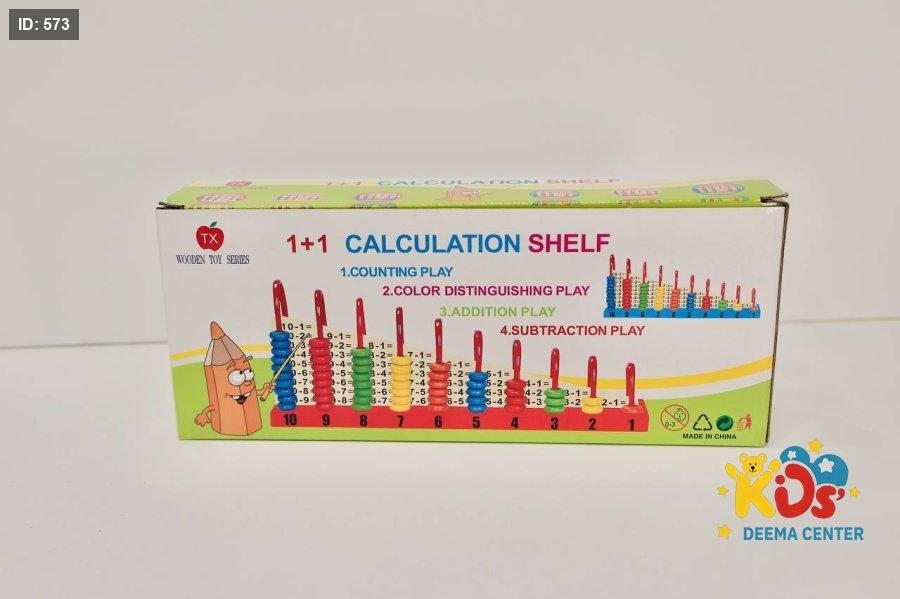 ID: 573
1+1 CALCULATION SHELF
TX
WOODEN TOY SERIES
1+1 CALCULATION SHELF
1.COUNTING PLAY
2.COLOR DISTINGUISHING PLAY
3.ADDITION PLAY
4.SUBTRACTION PLAY
10 9 8 7 6 5 4 3 2 1
0-3
MADE IN CHINA
KiDS'
DEEMA CENTER